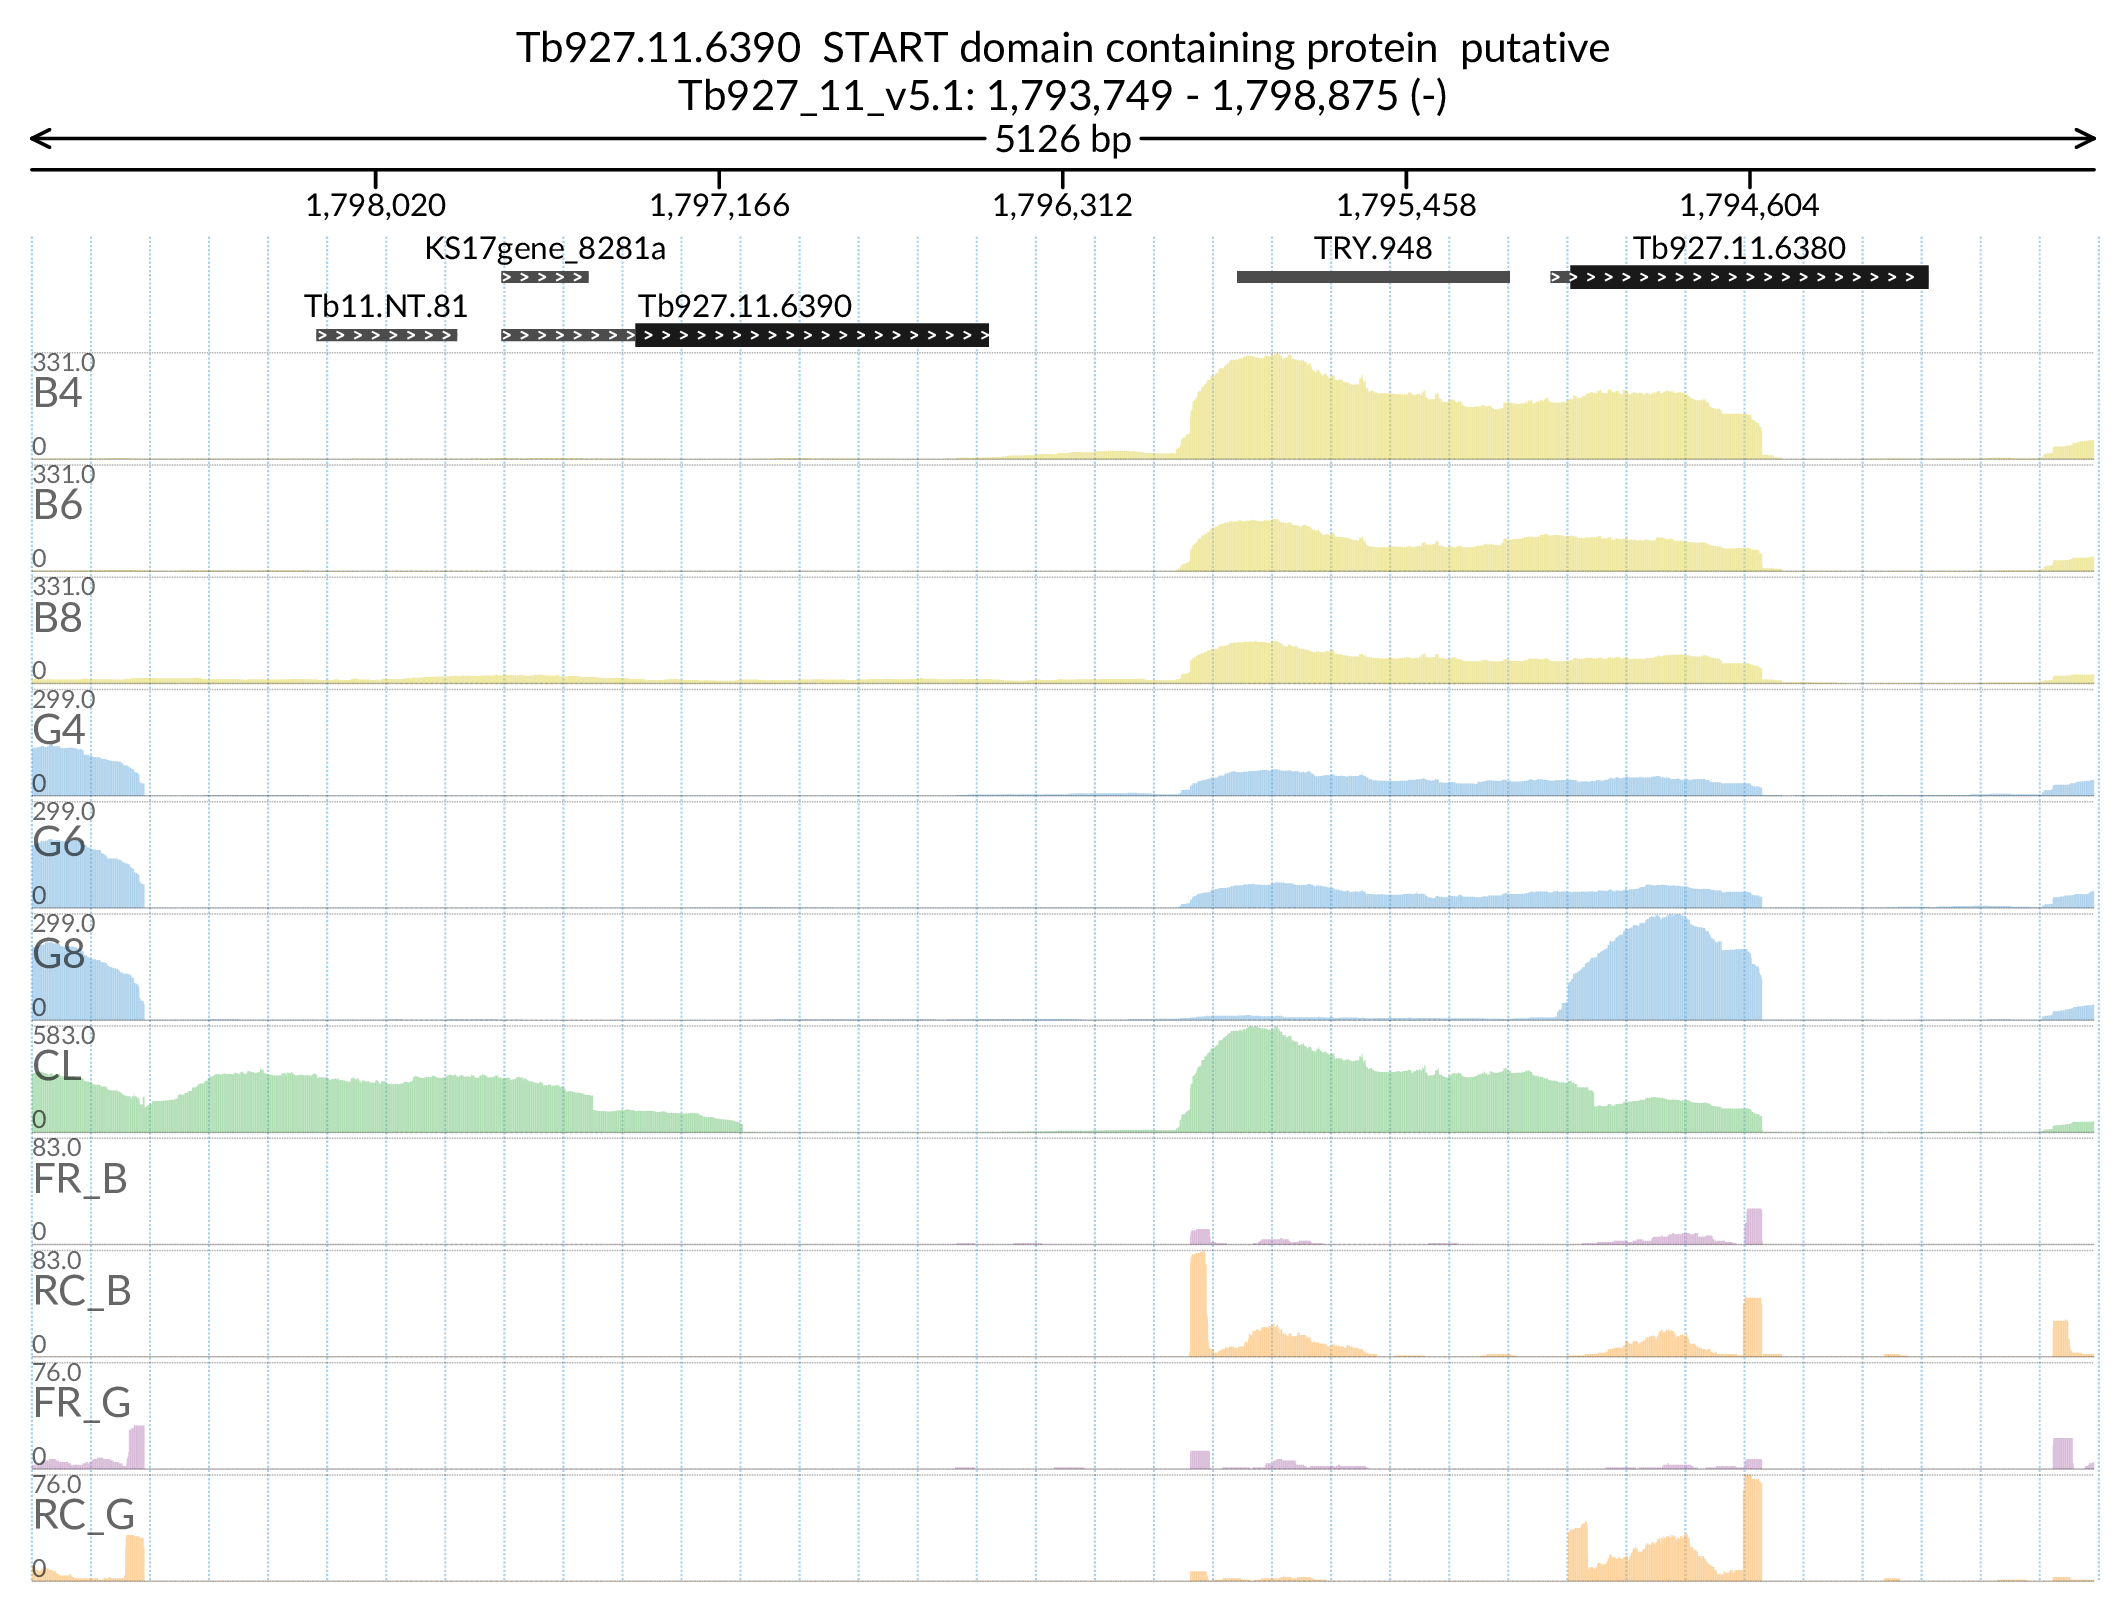 Tb927.11.6390  START domain containing protein  putative
Tb927_11_v5.1: 1,793,749 - 1,798,875 (-)
5126 bp
1,798,020 1,797,166 1,796,312 1,795,458 1,794,604
KS17gene_8281a TRY.948 Tb927.11.6380
Tb11.NT.81 Tb927.11.6390
331.0
B4
0
331.0
B6
0
331.0
B8
0
299.0
G4
0
299.0
G6
0
299.0
G8
0
583.0
CL
0
83.0
FR_B
0
83.0
RC_B
0
76.0
FR_G
0
76.0
RC_G
0